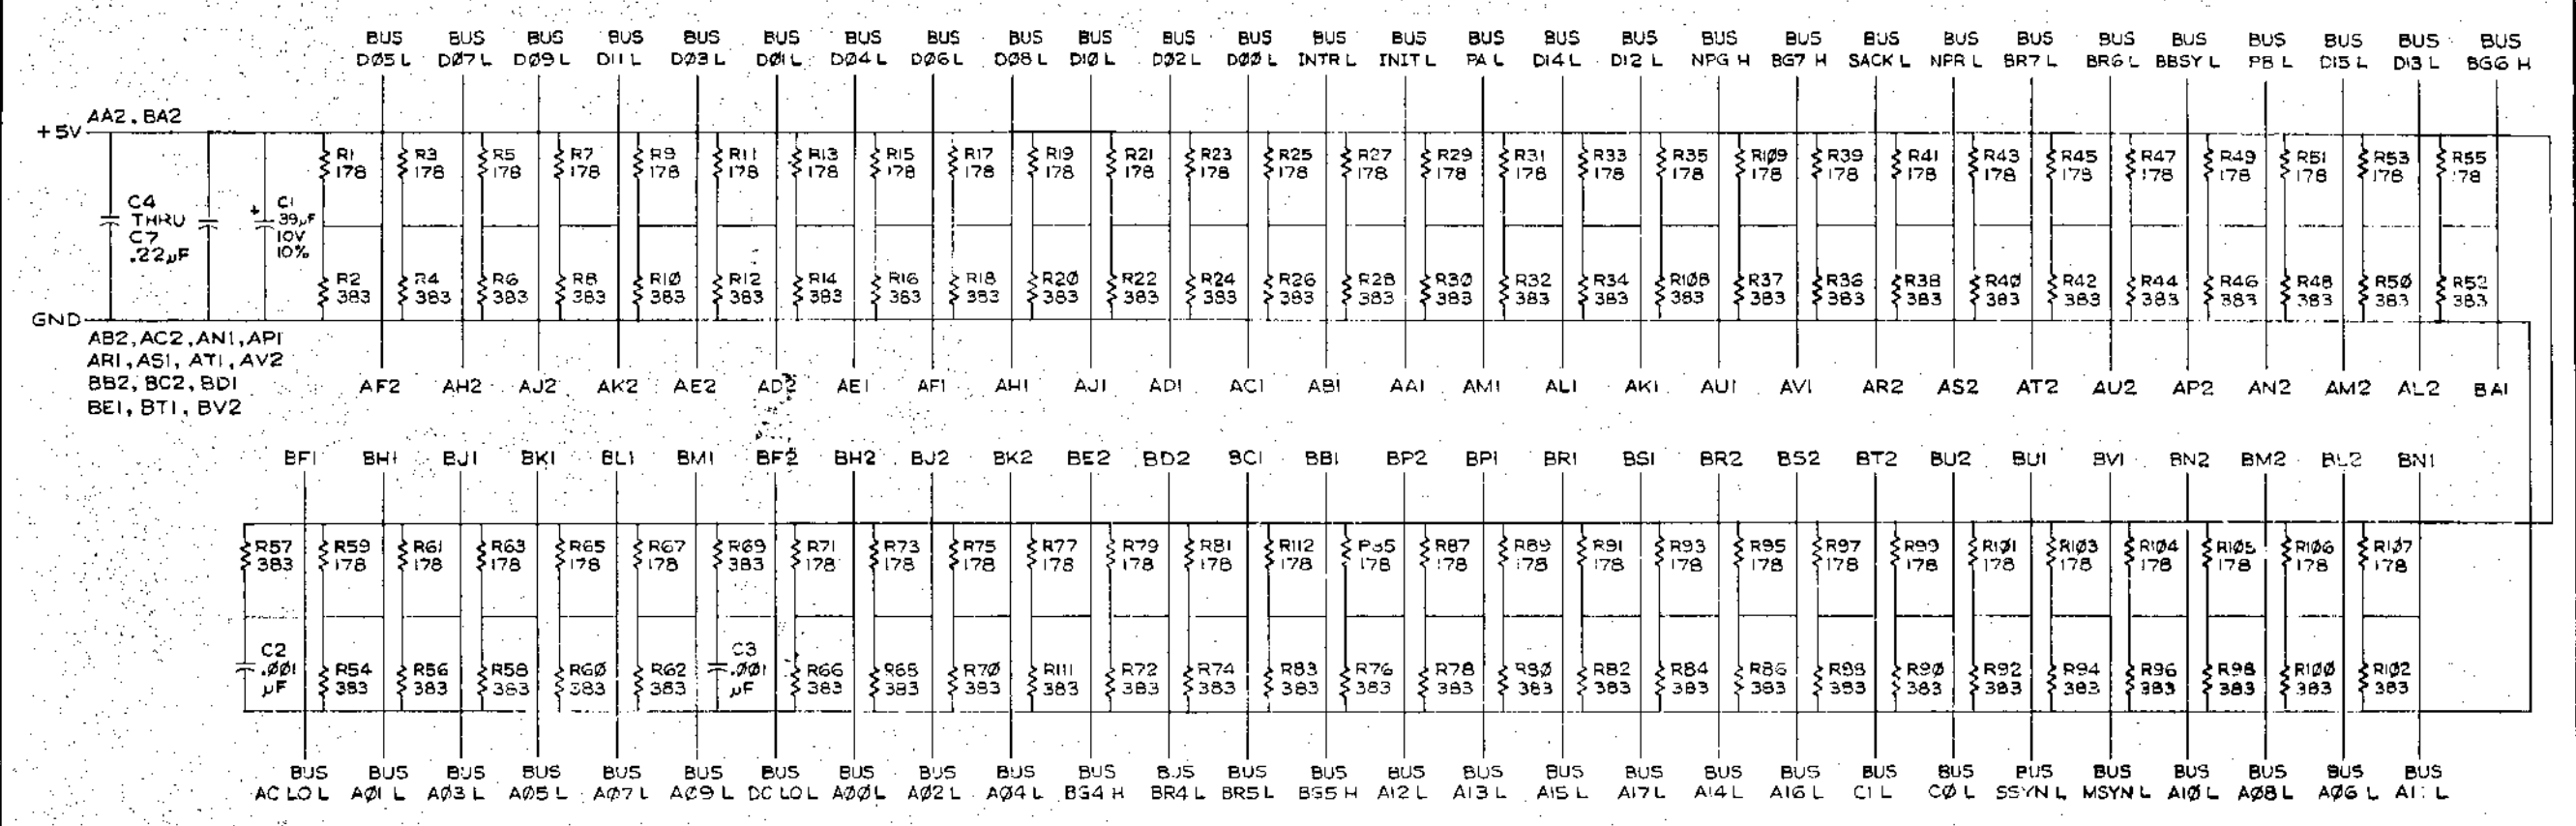 BUS BUS BUS BUS BUS BUS BUS BUS BUS BUS BUS BUS BUS BUS BUS BUS BUS BUS BUS BUS BUS BUS BUS BUS BUS BUS BUS BUS
DØ5 L DØ7 L DØ9 L D11 L DØ3 L DØ1 L DØ4 L DØ6 L DØ8 L D1Ø L DØ2 L DØØ L INTR L INIT L PA L D14 L D12 L NPG H BG7 H SACK L NPR L BR7 L BR6 L BBSY L PB L D15 L D13 L BG6 H
AA2, BA2
+5V
R1 R3 R5 R7 R9 R11 R13 R15 R17 R19 R21 R23 R25 R27 R29 R31 R33 R35 R1Ø9 R39 R41 R43 R45 R47 R49 R51 R53 R55
178 178 178 178 178 178 178 178 178 178 178 178 178 178 178 178 178 178 178 178 178 178 178 178 178 178 178 178
C4
THRU
C7
.22µF
+ C1
39µF
10V
10%
R2 R4 R6 R8 R1Ø R12 R14 R16 R18 R2Ø R22 R24 R26 R28 R3Ø R32 R34 R1Ø8 R37 R36 R38 R4Ø R42 R44 R46 R48 R5Ø R52
383 383 383 383 383 383 383 383 383 383 383 383 383 383 383 383 383 383 383 383 383 383 383 383 383 383 383 383
GND
AB2, AC2, AN1, AP1
AR1, AS1, AT1, AV2
BB2, BC2, BD1
BE1, BT1, BV2
AF2 AH2 AJ2 AK2 AE2 AD2 AE1 AF1 AH1 AJ1 AD1 AC1 AB1 AA1 AM1 AL1 AK1 AU1 AV1 AR2 AS2 AT2 AU2 AP2 AN2 AM2 AL2 BA1
BF1 BH1 BJ1 BK1 BL1 BM1 BF2 BH2 BJ2 BK2 BE2 BD2 BC1 BB1 BP2 BP1 BR1 BS1 BR2 BS2 BT2 BU2 BU1 BV1 BN2 BM2 BL2 BN1
R57 R59 R61 R63 R65 R67 R69 R71 R73 R75 R77 R79 R81 R112 R85 R87 R89 R91 R93 R95 R97 R99 R1Ø1 R1Ø3 R1Ø4 R1Ø5 R1Ø6 R1Ø7
383 178 178 178 178 178 383 178 178 178 178 178 178 178 178 178 178 178 178 178 178 178 178 178 178 178 178 178
C2
.ØØ1
µF
R54 R56 R58 R6Ø R62
383 383 383 383 383
C3
.ØØ1
µF
R66 R68 R7Ø R111 R72 R74 R83 R76 R78 R8Ø R82 R84 R86 R88 R9Ø R92 R94 R96 R98 R1ØØ R1Ø2
383 383 383 383 383 383 383 383 383 383 383 383 383 383 383 383 383 383 383 383 383
BUS BUS BUS BUS BUS BUS BUS BUS BUS BUS BUS BUS BUS BUS BUS BUS BUS BUS BUS BUS BUS BUS BUS BUS BUS BUS BUS BUS
AC LO L AØ1 L AØ3 L AØ5 L AØ7 L AØ9 L DC LO L AØØ L AØ2 L AØ4 L BG4 H BR4 L BR5 L BG5 H A12 L A13 L A15 L A17 L A14 L A16 L C1 L CØ L SSYN L MSYN L A1Ø L AØ8 L AØ6 L A11 L